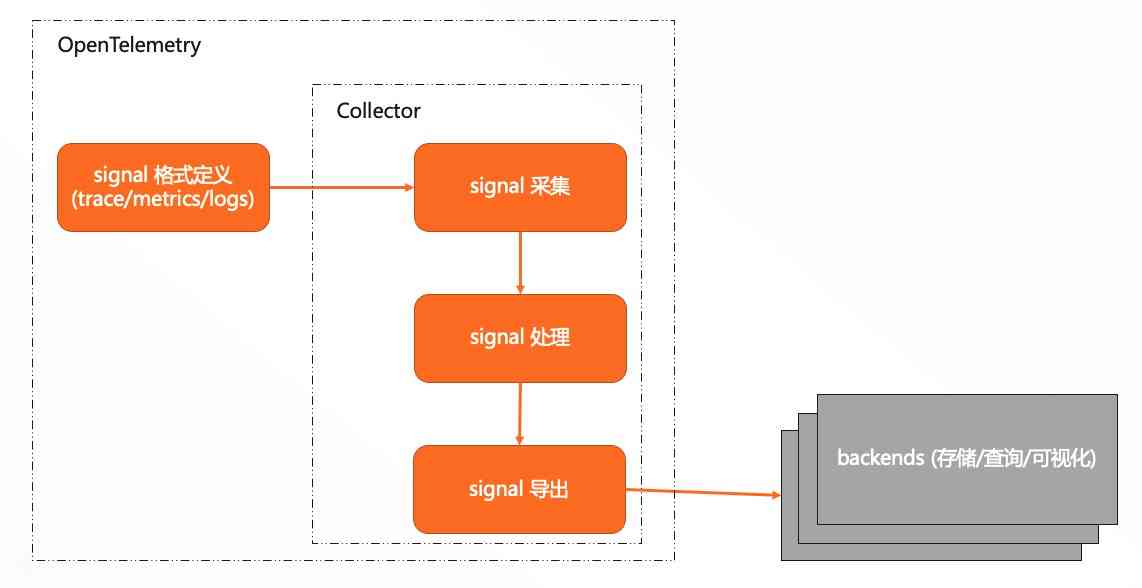 OpenTelemetry
Collector
signal 格式定义
(trace/metrics/logs)
signal 采集
signal 处理
signal 导出
backends (存储/查询/可视化)